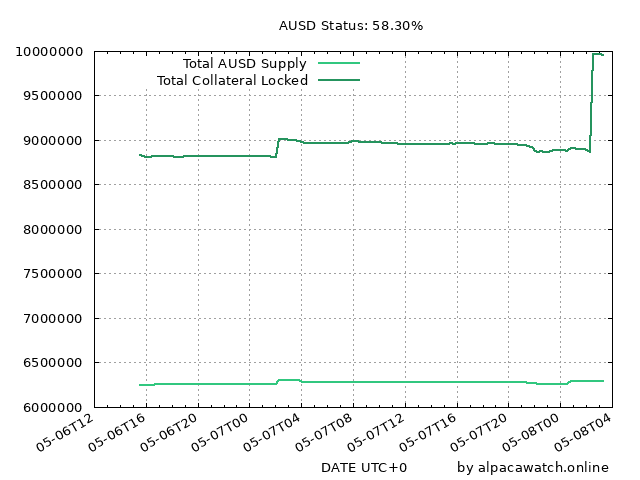 AUSD Status: 58.30%
Total AUSD Supply
Total Collateral Locked
10000000
9500000
9000000
8500000
8000000
7500000
7000000
6500000
6000000
05-06T12
05-06T16
05-06T20
05-07T00
05-07T04
05-07T08
05-07T12
05-07T16
05-07T20
05-08T00
05-08T04
DATE UTC+0
by alpacawatch.online